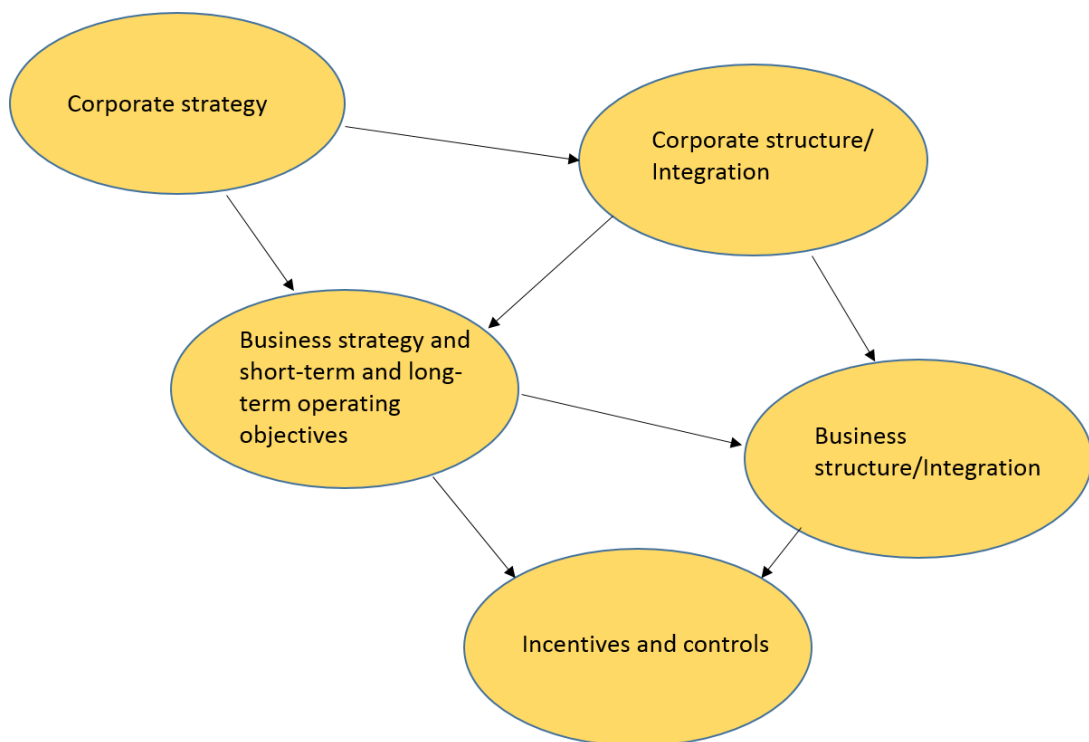 Corporate strategy
Corporate structure/
Integration
Business strategy and
short-term and long-
term operating
objectives
Business
structure/Integration
Incentives and controls